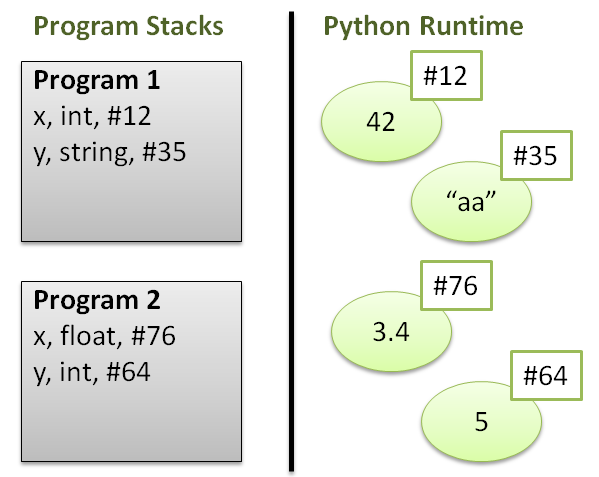 Program Stacks
Program 1
x, int, #12
y, string, #35
Program 2
x, float, #76
y, int, #64
Python Runtime
#12
42
#35
“aa”
#76
3.4
#64
5